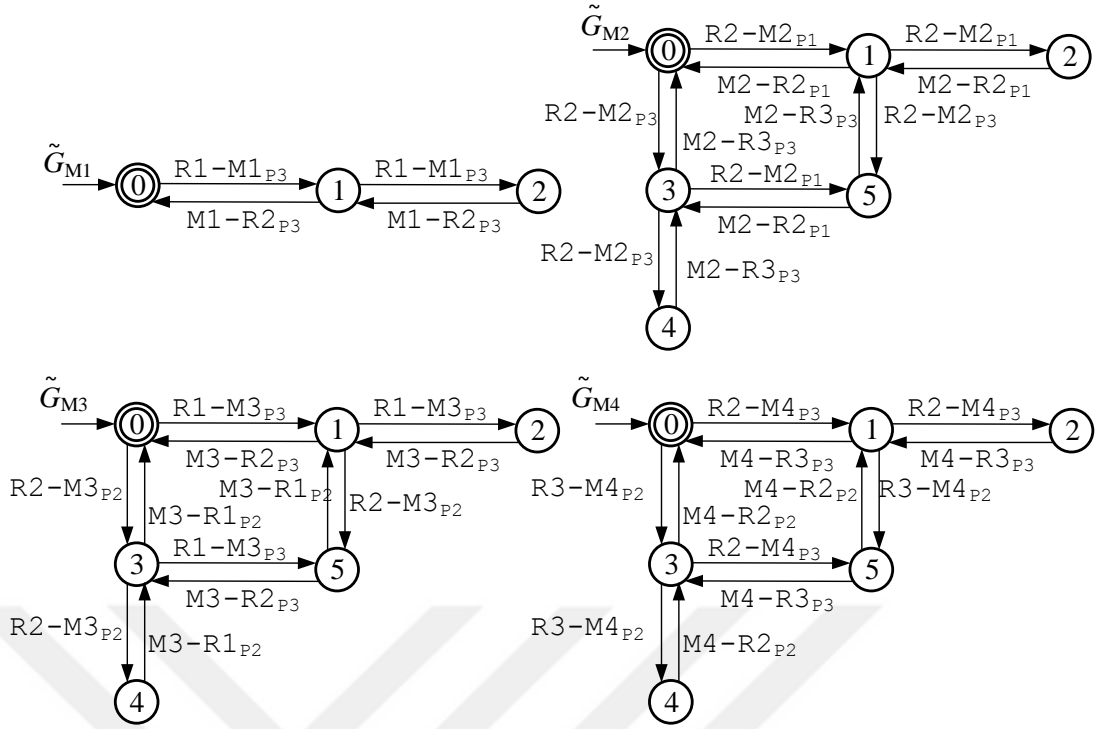 G̃M2
0
R2-M2P1
1
R2-M2P1
2
M2-R2P1
M2-R2P1
R2-M2P3
M2-R3P3
M2-R3P3
R2-M2P3
3
R2-M2P1
5
M2-R2P1
R2-M2P3
M2-R3P3
4
G̃M1
0
R1-M1P3
1
R1-M1P3
2
M1-R2P3
M1-R2P3
G̃M3
0
R1-M3P3
1
R1-M3P3
2
M3-R2P3
M3-R2P3
R2-M3P2
M3-R1P2
M3-R1P2
R2-M3P2
3
R1-M3P3
5
M3-R2P3
R2-M3P2
M3-R1P2
4
G̃M4
0
R2-M4P3
1
R2-M4P3
2
M4-R3P3
M4-R3P3
R3-M4P2
M4-R2P2
M4-R2P2
R3-M4P2
3
R2-M4P3
5
M4-R3P3
R3-M4P2
M4-R2P2
4